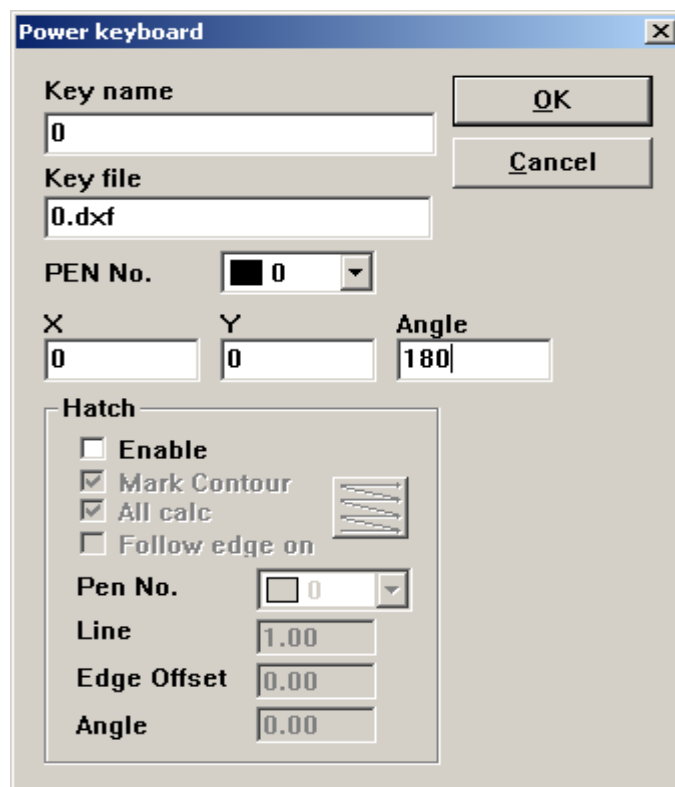 Power keyboard
Key name
OK
0
Cancel
Key file
0.dxf
PEN No.
0
X Y Angle
0 0 180
Hatch
Enable
Mark Contour
All calc
Follow edge on
Pen No. 0
Line 1.00
Edge Offset 0.00
Angle 0.00